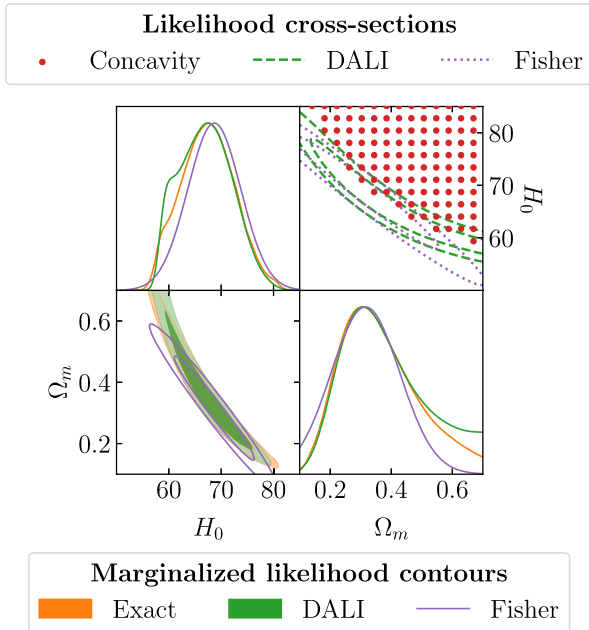 Likelihood cross-sections
Concavity DALI Fisher
80
70
60
H₀
0.6
0.4
0.2
Ωₘ
60 70 80
0.2 0.4 0.6
H₀
Ωₘ
Marginalized likelihood contours
Exact DALI Fisher